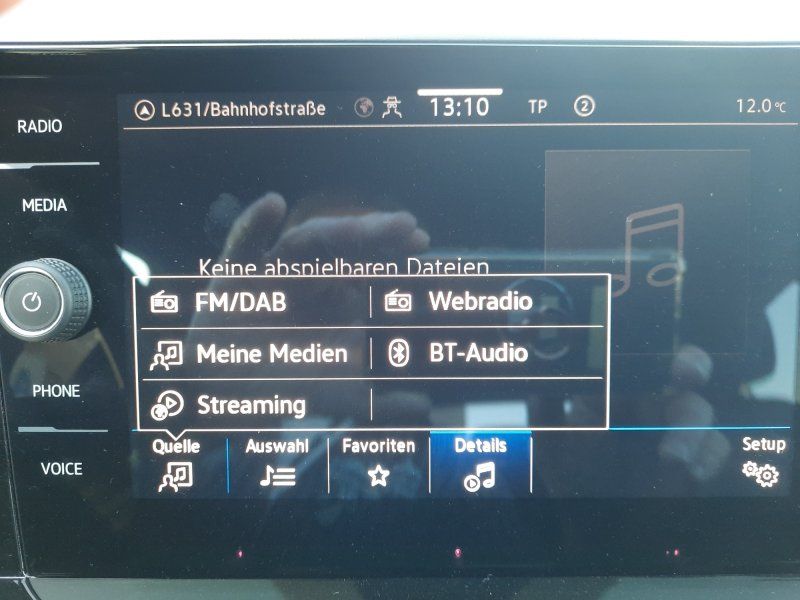 RADIO
MEDIA
PHONE
VOICE
L631/Bahnhofstraße 13:10 TP 2 12.0°C
Keine abspielbaren Dateien
FM/DAB Webradio
Meine Medien BT-Audio
Streaming
Quelle Auswahl Favoriten Details Setup